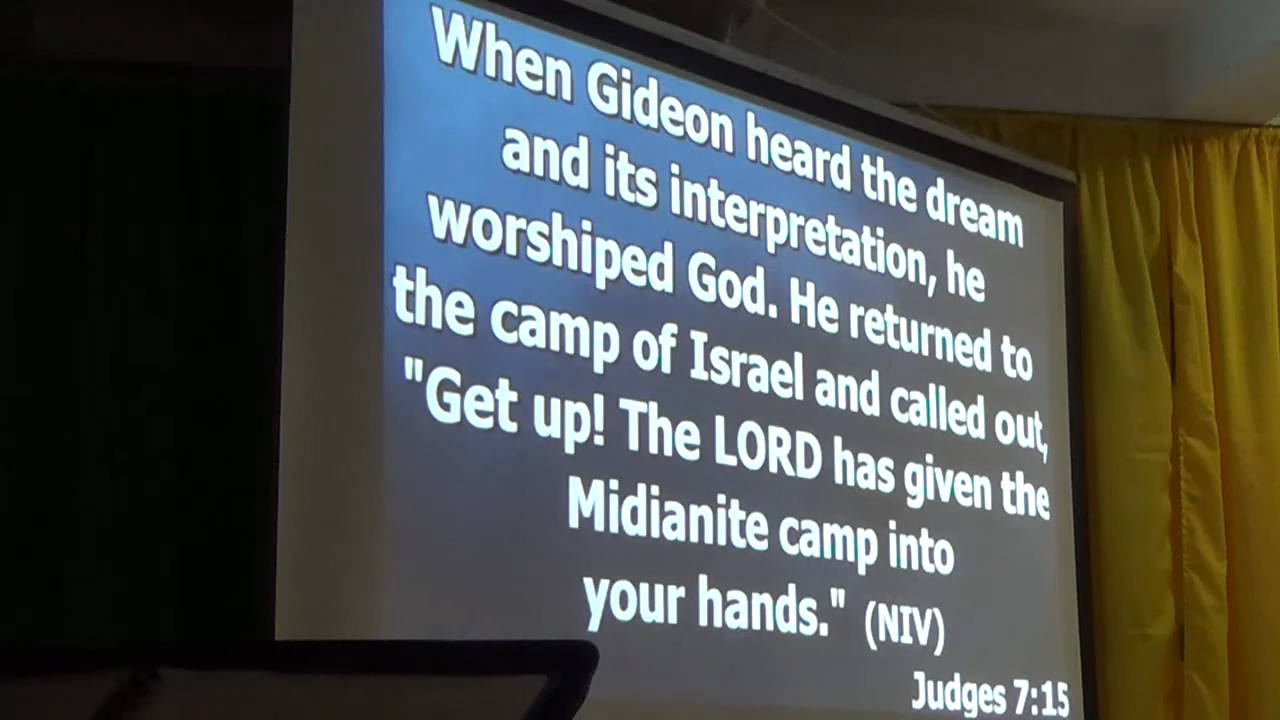 When Gideon heard the dream
and its interpretation, he
worshiped God. He returned to
the camp of Israel and called out,
"Get up! The LORD has given the
Midianite camp into
your hands." (NIV)
Judges 7:15